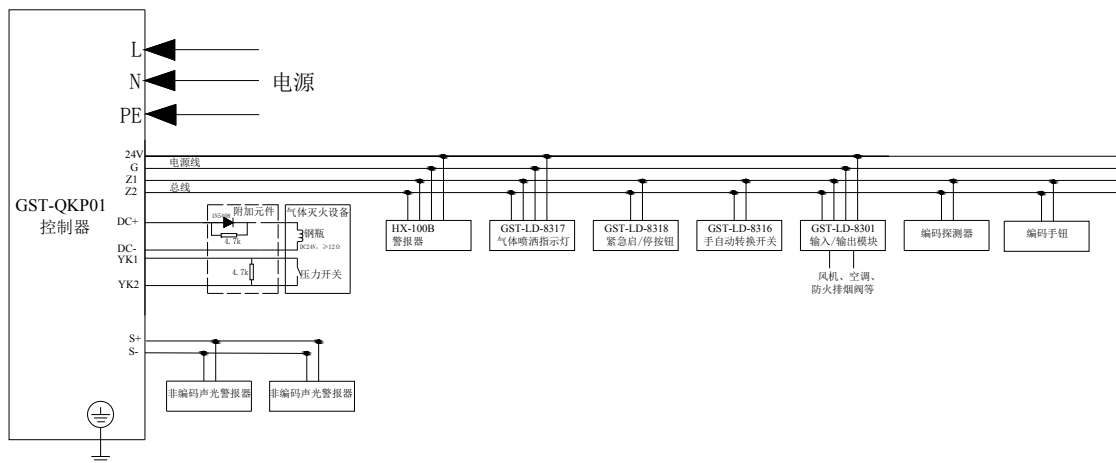 L
N
电源
PE
24V
G
电源线
Z1
Z2
总线
GST-QKP01
控制器
DC+
DC-
YK1
YK2
附加元件
1N5408
4.7k
4.7k
气体灭火设备
钢瓶
DC24V，≥12Ω
压力开关
HX-100B
警报器
GST-LD-8317
气体喷洒指示灯
GST-LD-8318
紧急启/停按钮
GST-LD-8316
手自动转换开关
GST-LD-8301
输入/输出模块
编码探测器
编码手钮
风机、空调、
防火排烟阀等
S+
S-
非编码声光警报器
非编码声光警报器